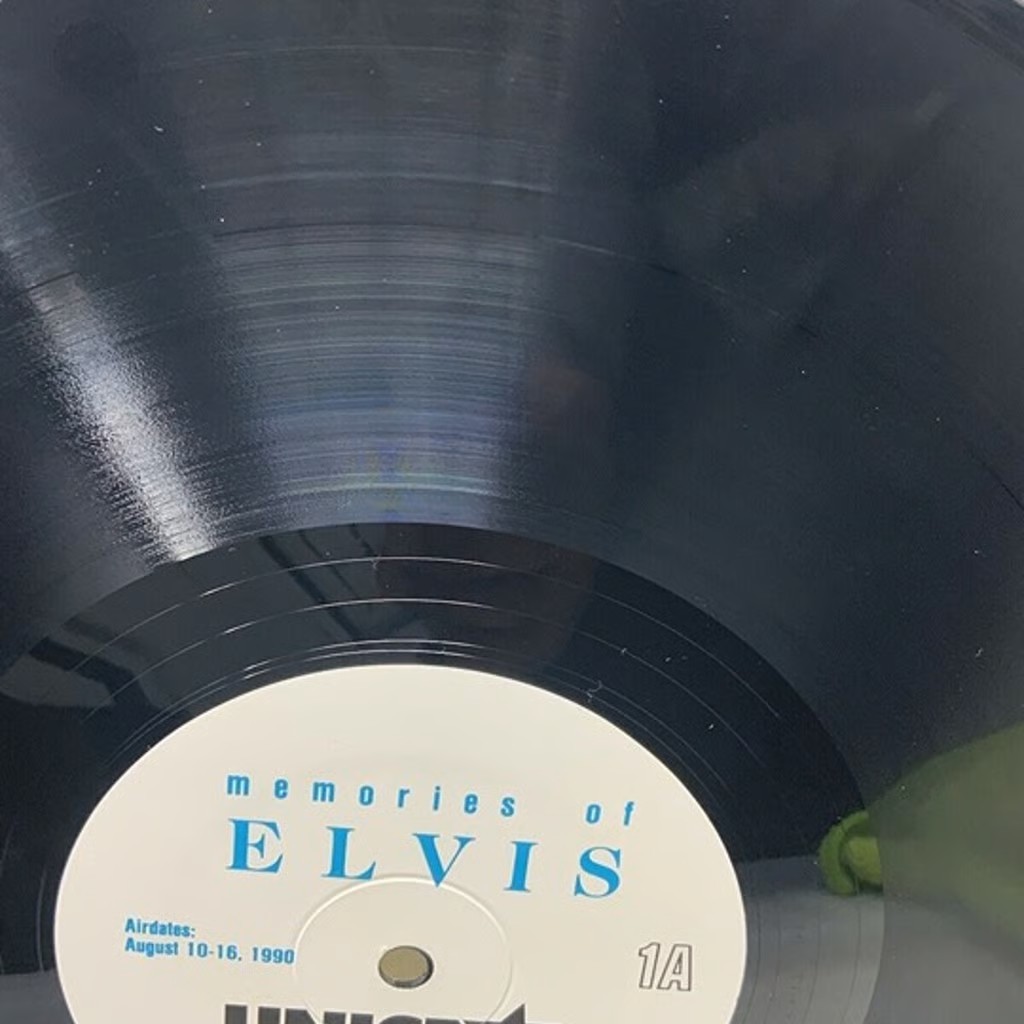 memories of
ELVIS
Airdates:
August 10-16, 1990
1A